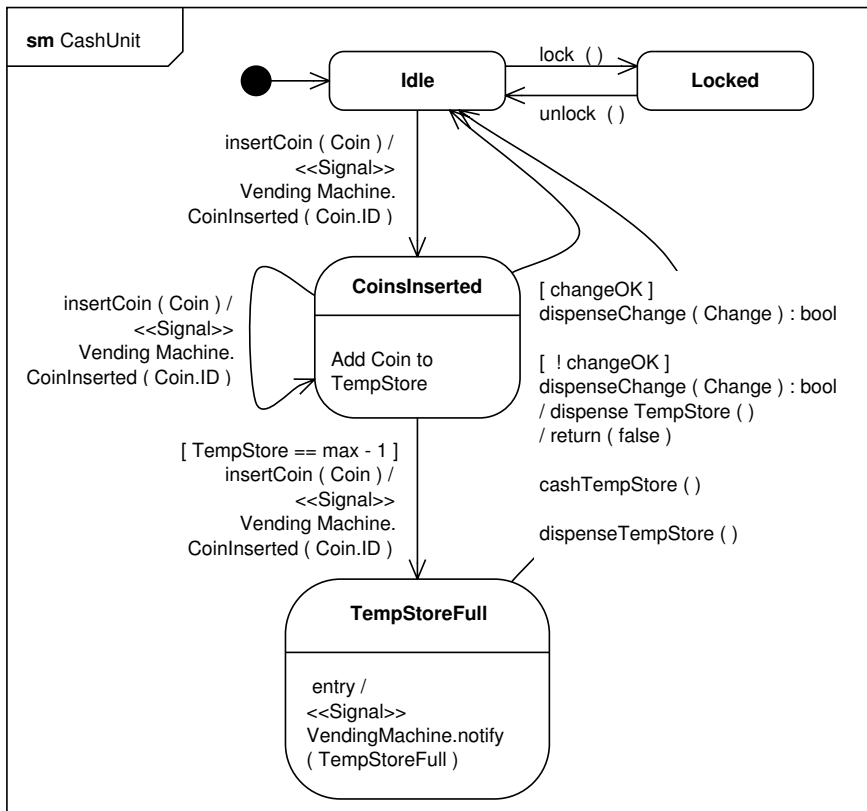 sm CashUnit
Idle
lock ( )
Locked
unlock ( )
insertCoin ( Coin ) /
<<Signal>>
Vending Machine.
CoinInserted ( Coin.ID )
CoinsInserted
Add Coin to
TempStore
insertCoin ( Coin ) /
<<Signal>>
Vending Machine.
CoinInserted ( Coin.ID )
[ changeOK ]
dispenseChange ( Change ) : bool
[ ! changeOK ]
dispenseChange ( Change ) : bool
/ dispense TempStore ( )
/ return ( false )
cashTempStore ( )
dispenseTempStore ( )
[ TempStore == max - 1 ]
insertCoin ( Coin ) /
<<Signal>>
Vending Machine.
CoinInserted ( Coin.ID )
TempStoreFull
entry /
<<Signal>>
VendingMachine.notify
( TempStoreFull )